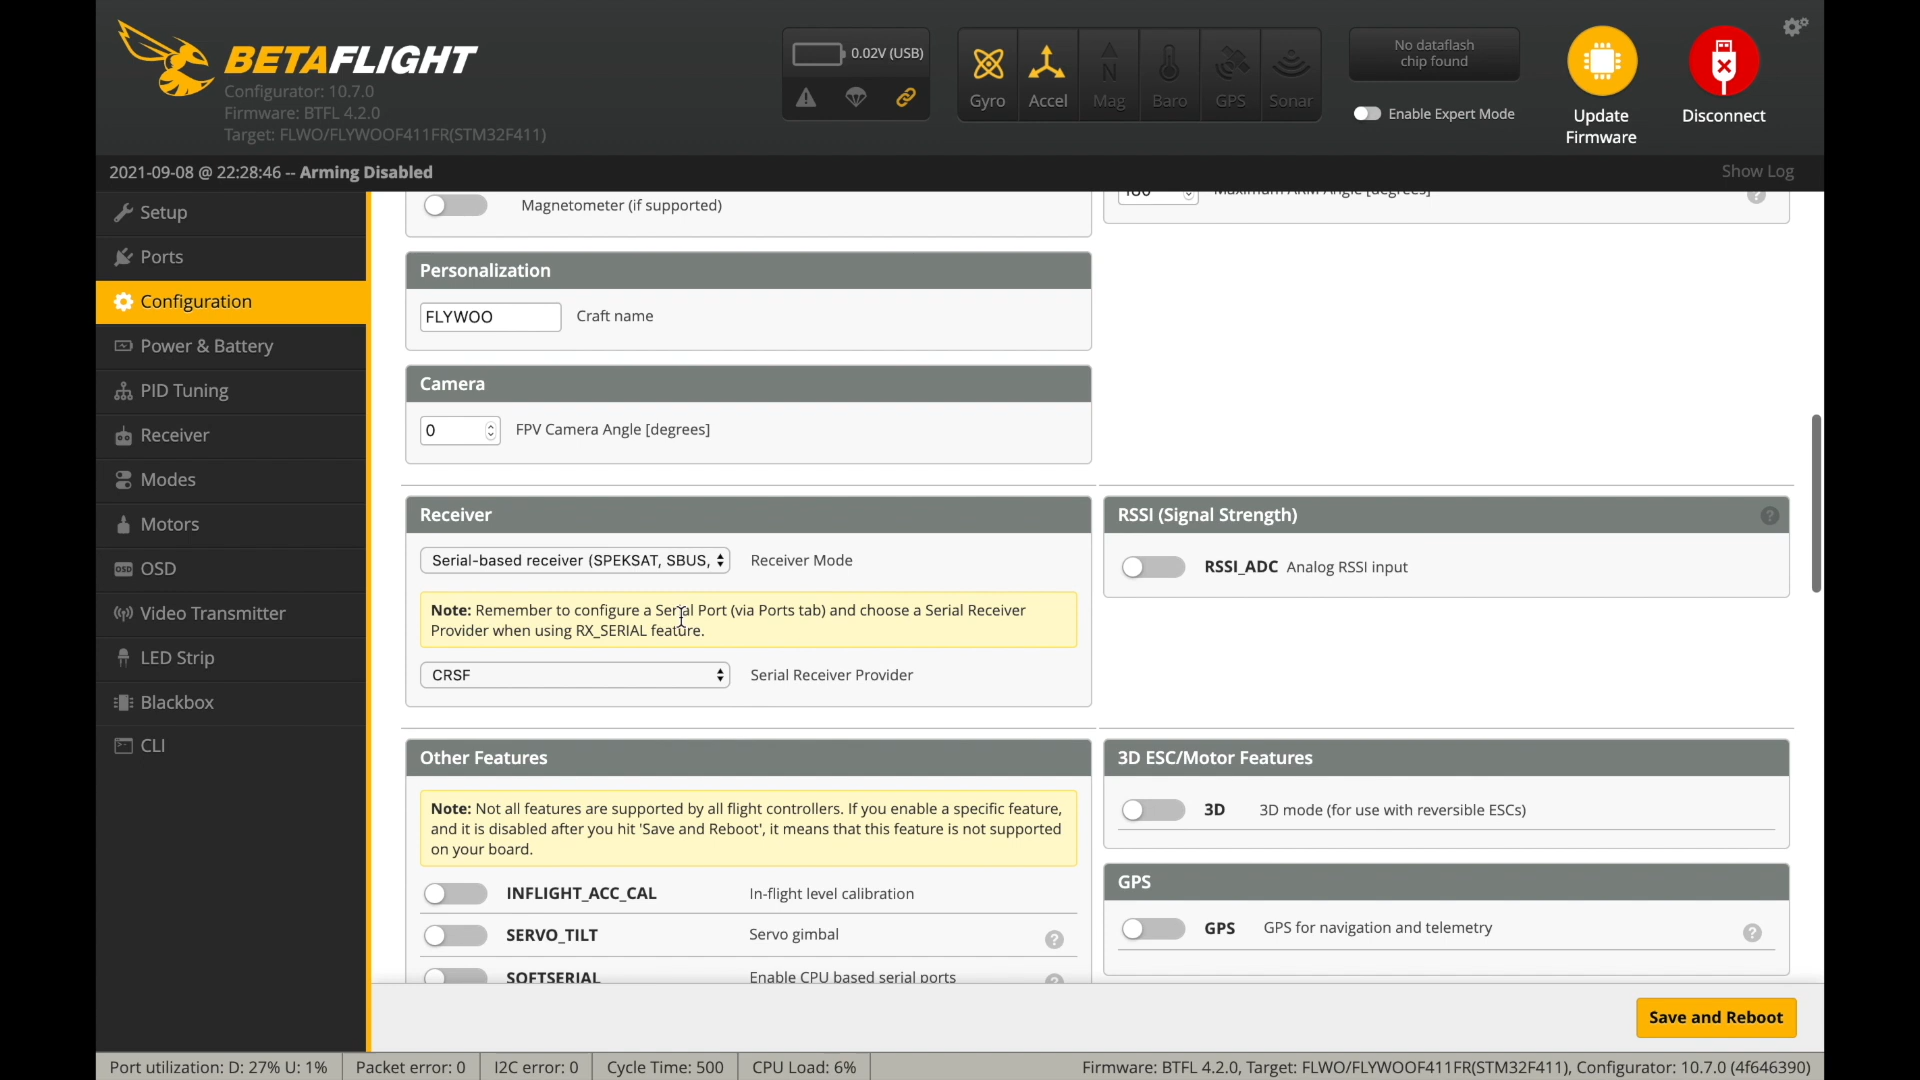 BETAFLIGHT
Configurator: 10.7.0
Firmware: BTFL 4.2.0
Target: FLWO/FLYWOOF411FR(STM32F411)
0.02V (USB)
Gyro
Accel
Mag
Baro
GPS
Sonar
No dataflash
chip found
Enable Expert Mode
Update
Firmware
Disconnect
2021-09-08 @ 22:28:46 -- Arming Disabled
Show Log
Setup
Ports
Configuration
Power & Battery
PID Tuning
Receiver
Modes
Motors
OSD
OSD
Video Transmitter
LED Strip
Blackbox
CLI
Magnetometer (if supported)
180
Maximum ARM Angle [degrees]
?
Personalization
FLYWOO
Craft name
Camera
0
FPV Camera Angle [degrees]
Receiver
Serial-based receiver (SPEKSAT, SBUS,
Receiver Mode
Note: Remember to configure a Serial Port (via Ports tab) and choose a Serial Receiver
Provider when using RX_SERIAL feature.
CRSF
Serial Receiver Provider
RSSI (Signal Strength)
?
RSSI_ADC Analog RSSI input
Other Features
Note: Not all features are supported by all flight controllers. If you enable a specific feature,
and it is disabled after you hit 'Save and Reboot', it means that this feature is not supported
on your board.
INFLIGHT_ACC_CAL In-flight level calibration
SERVO_TILT Servo gimbal
?
SOFTSERIAL Enable CPU based serial ports
?
3D ESC/Motor Features
3D 3D mode (for use with reversible ESCs)
GPS
GPS GPS for navigation and telemetry
?
Save and Reboot
Port utilization: D: 27% U: 1%
Packet error: 0
I2C error: 0
Cycle Time: 500
CPU Load: 6%
Firmware: BTFL 4.2.0, Target: FLWO/FLYWOOF411FR(STM32F411), Configurator: 10.7.0 (4f646390)